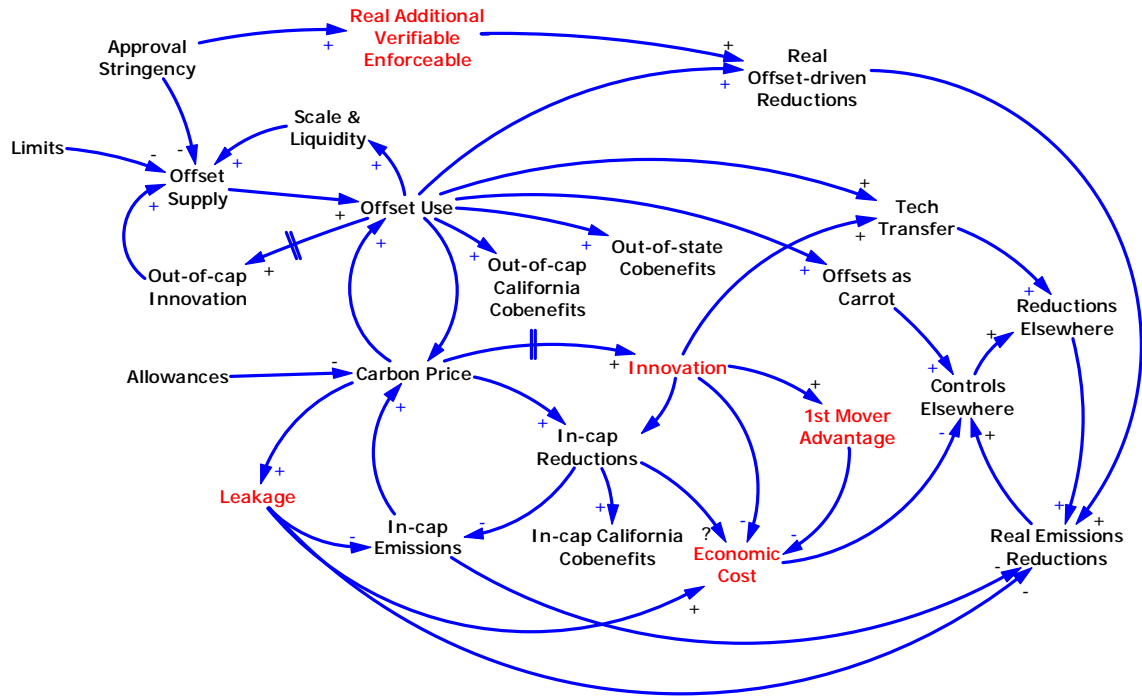 Real Additional
Verifiable
Enforceable
+
Approval
Stringency
+
Real
Offset-driven
Reductions
+
Scale &
Liquidity
Limits
-
-
+
+
Offset
Supply
+
+
Offset Use
+
+
+
Tech
Transfer
+
+
+
Out-of-state
Cobenefits
+
Out-of-cap
Innovation
Out-of-cap
California
Cobenefits
+
Offsets as
Carrot
+
Reductions
Elsewhere
+
-
Allowances
Carbon Price
+
Innovation
+
+
Controls
Elsewhere
+
+
1st Mover
Advantage
-
+
In-cap
Reductions
+
Leakage
-
In-cap
Emissions
-
+
In-cap California
Cobenefits
?
-
-
Economic
Cost
+
+
+
Real Emissions
Reductions
-
-